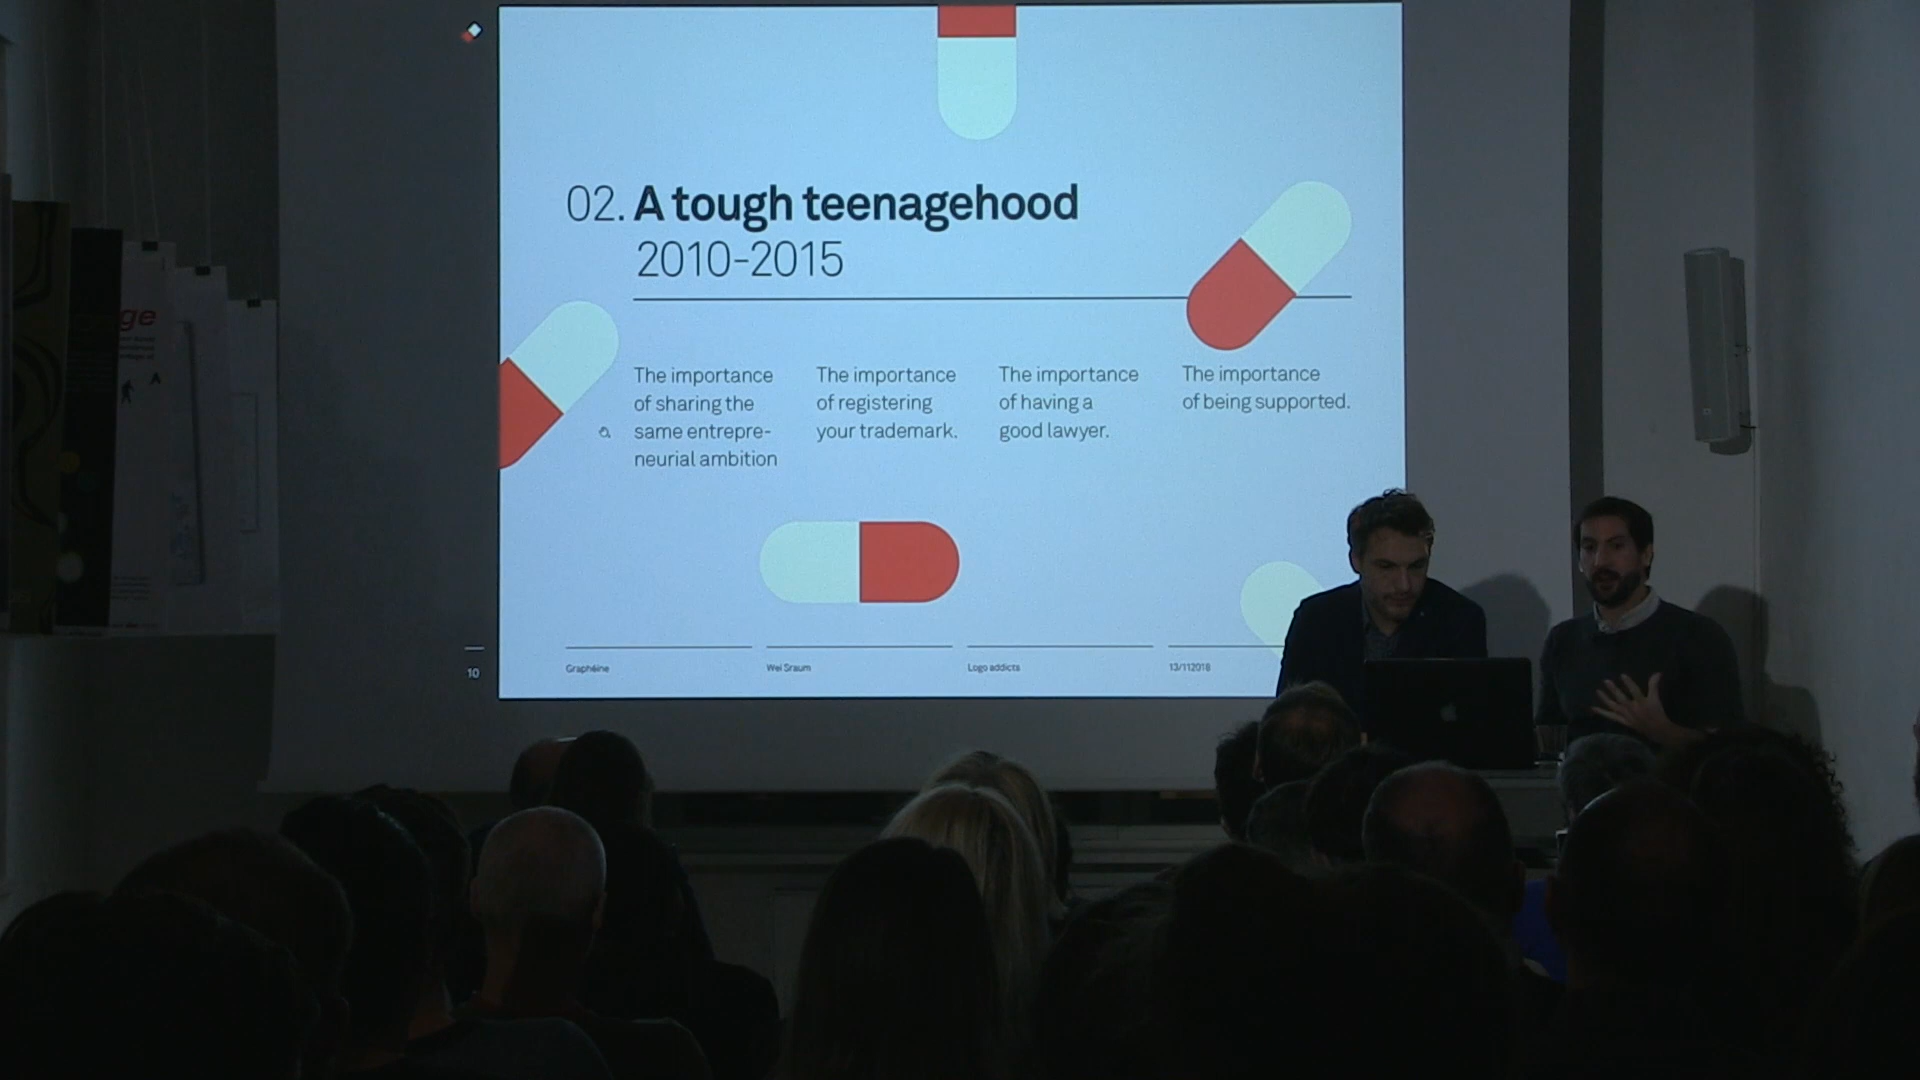 02. A tough teenagehood
2010-2015
The importance
of sharing the
same entrepre-
neurial ambition
The importance
of registering
your trademark.
The importance
of having a
good lawyer.
The importance
of being supported.
10
Graphéine
Wei Sraum
Logo addicts
13/112018
ge